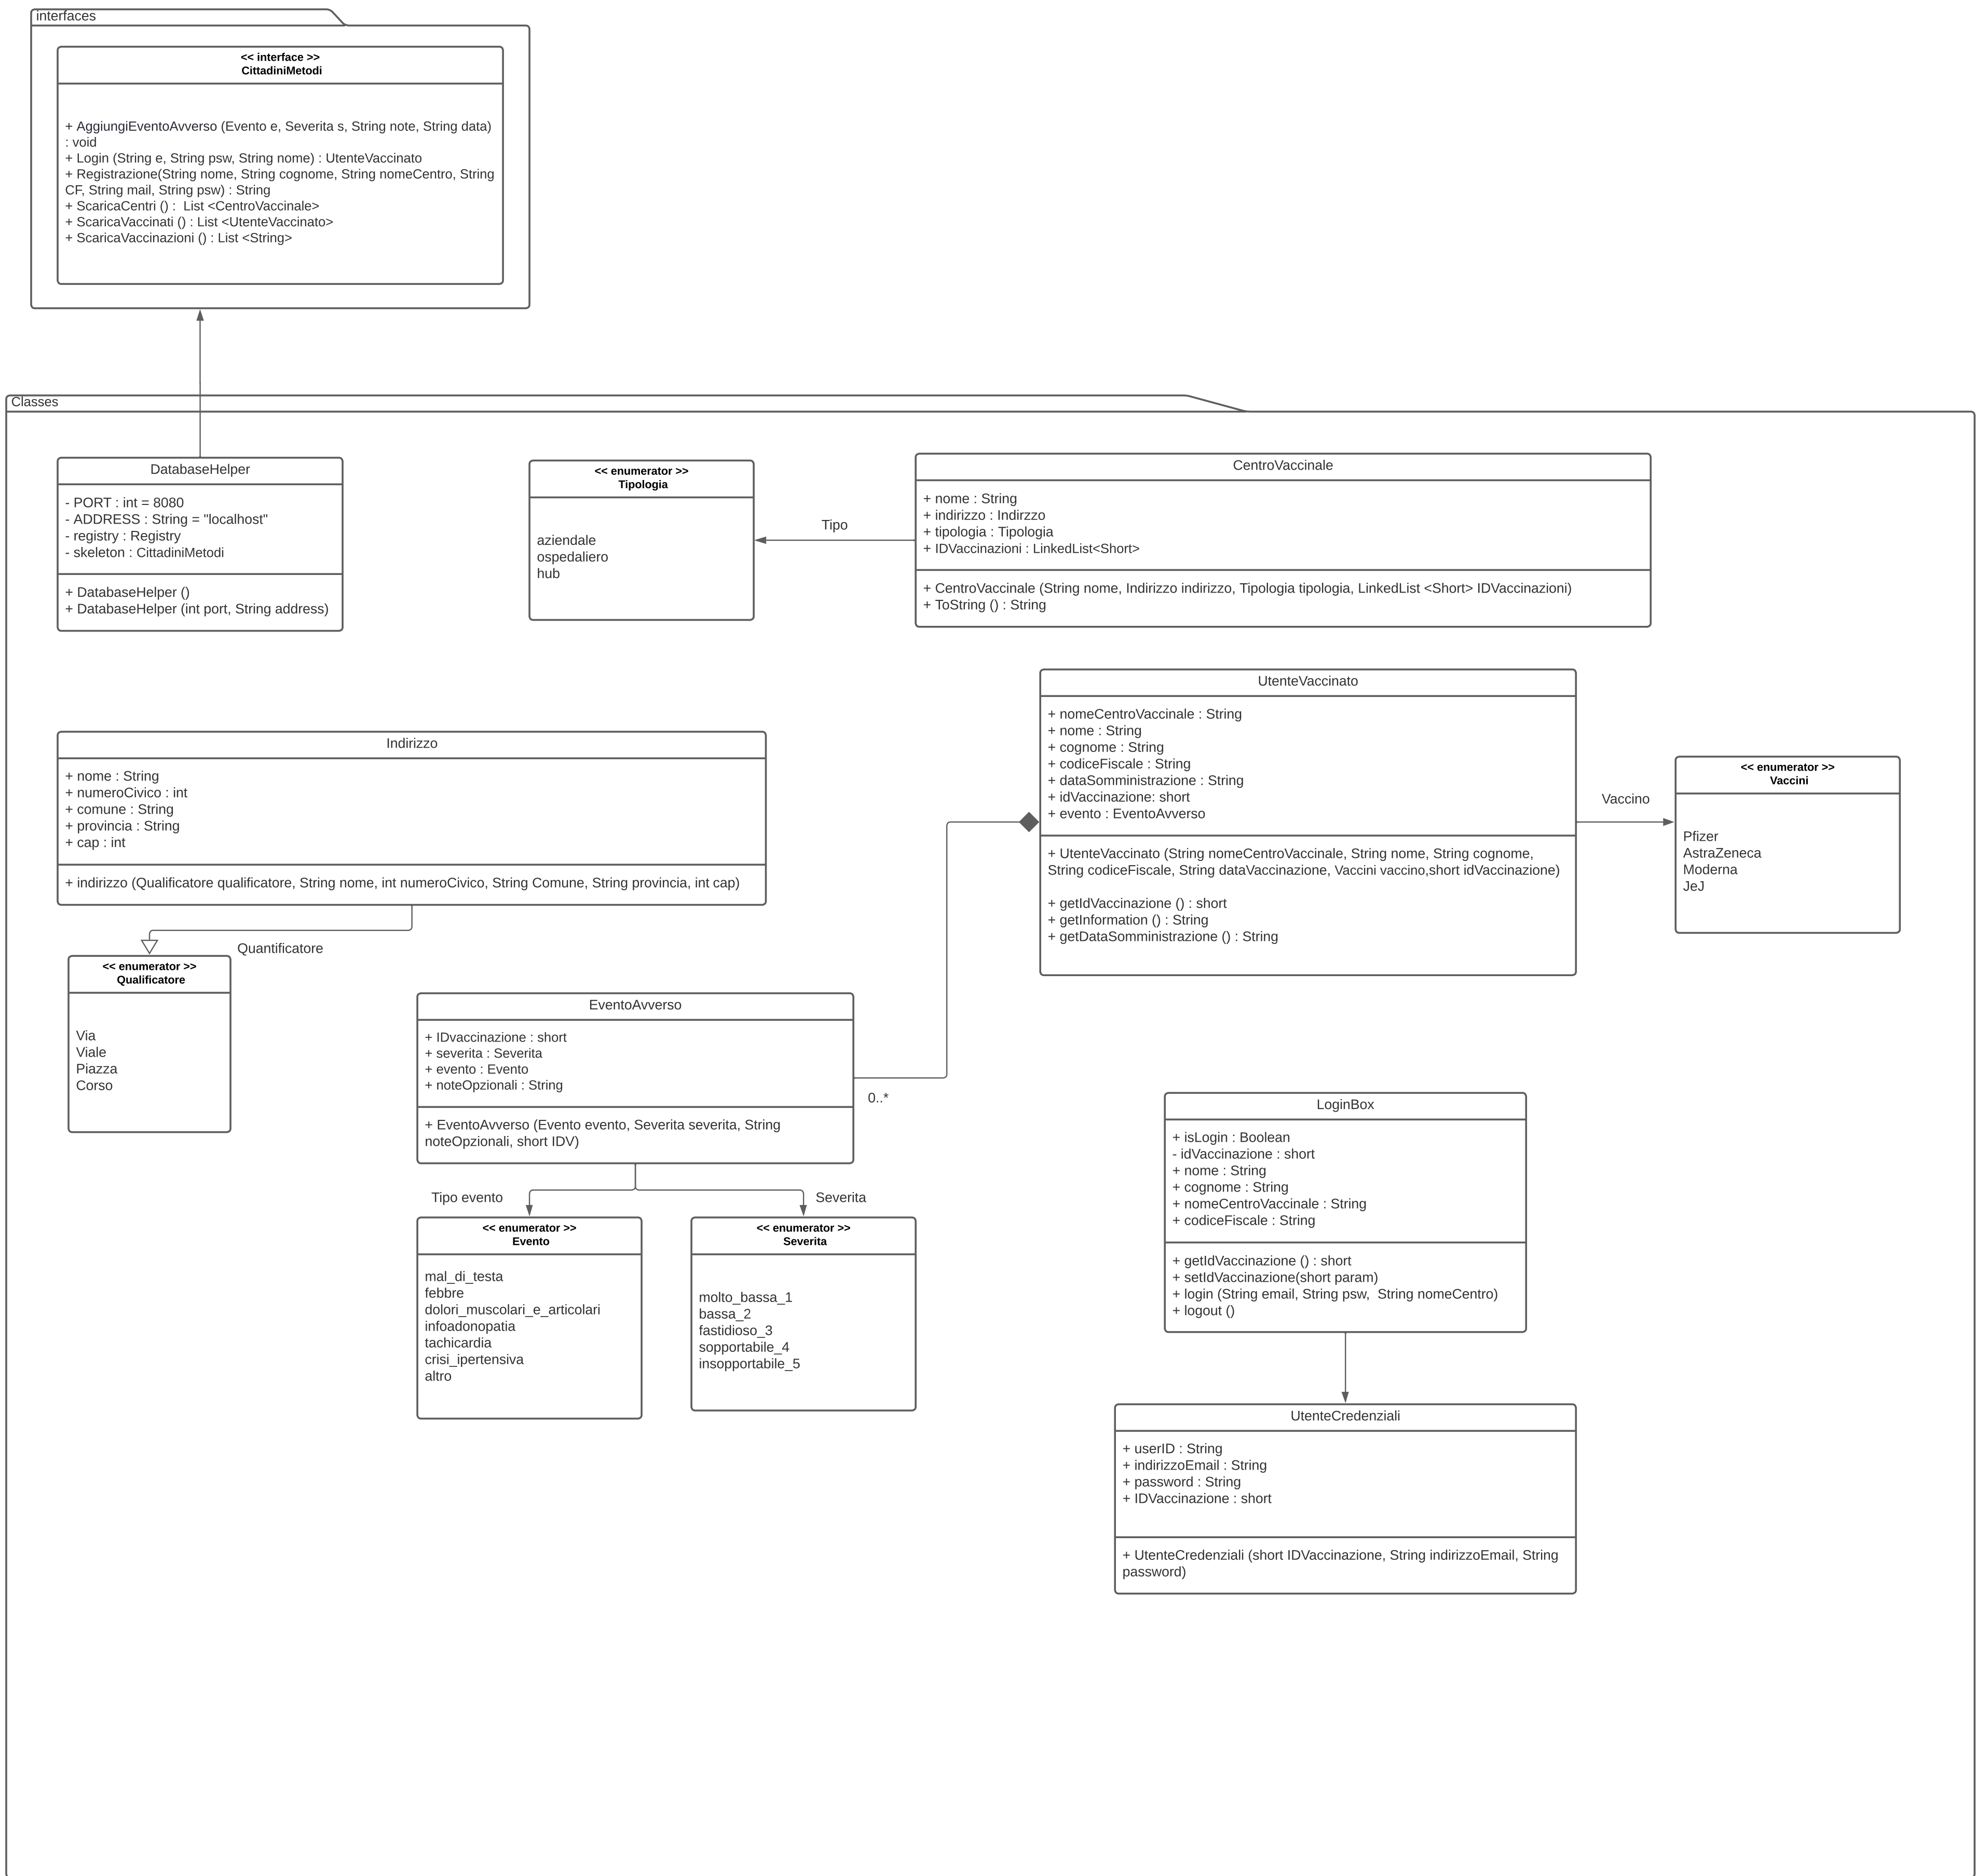 interfaces
<< interface >>
CittadiniMetodi
+ AggiungiEventoAvverso (Evento e, Severita s, String note, String data)
: void
+ Login (String e, String psw, String nome) : UtenteVaccinato
+ Registrazione(String nome, String cognome, String nomeCentro, String
CF, String mail, String psw) : String
+ ScaricaCentri () :  List <CentroVaccinale>
+ ScaricaVaccinati () : List <UtenteVaccinato>
+ ScaricaVaccinazioni () : List <String>
Classes
DatabaseHelper
- PORT : int = 8080
- ADDRESS : String = "localhost"
- registry : Registry
- skeleton : CittadiniMetodi
+ DatabaseHelper ()
+ DatabaseHelper (int port, String address)
<< enumerator >>
Tipologia
aziendale
ospedaliero
hub
Tipo
CentroVaccinale
+ nome : String
+ indirizzo : Indirzzo
+ tipologia : Tipologia
+ IDVaccinazioni : LinkedList<Short>
+ CentroVaccinale (String nome, Indirizzo indirizzo, Tipologia tipologia, LinkedList <Short> IDVaccinazioni)
+ ToString () : String
Indirizzo
+ nome : String
+ numeroCivico : int
+ comune : String
+ provincia : String
+ cap : int
+ indirizzo (Qualificatore qualificatore, String nome, int numeroCivico, String Comune, String provincia, int cap)
UtenteVaccinato
+ nomeCentroVaccinale : String
+ nome : String
+ cognome : String
+ codiceFiscale : String
+ dataSomministrazione : String
+ idVaccinazione: short
+ evento : EventoAvverso
+ UtenteVaccinato (String nomeCentroVaccinale, String nome, String cognome,
String codiceFiscale, String dataVaccinazione, Vaccini vaccino,short idVaccinazione)
+ getIdVaccinazione () : short
+ getInformation () : String
+ getDataSomministrazione () : String
Vaccino
<< enumerator >>
Vaccini
Pfizer
AstraZeneca
Moderna
JeJ
Quantificatore
<< enumerator >>
Qualificatore
Via
Viale
Piazza
Corso
EventoAvverso
+ IDvaccinazione : short
+ severita : Severita
+ evento : Evento
+ noteOpzionali : String
+ EventoAvverso (Evento evento, Severita severita, String
noteOpzionali, short IDV)
0..*
Tipo evento
Severita
<< enumerator >>
Evento
mal_di_testa
febbre
dolori_muscolari_e_articolari
infoadonopatia
tachicardia
crisi_ipertensiva
altro
<< enumerator >>
Severita
molto_bassa_1
bassa_2
fastidioso_3
sopportabile_4
insopportabile_5
LoginBox
+ isLogin : Boolean
- idVaccinazione : short
+ nome : String
+ cognome : String
+ nomeCentroVaccinale : String
+ codiceFiscale : String
+ getIdVaccinazione () : short
+ setIdVaccinazione(short param)
+ login (String email, String psw,  String nomeCentro)
+ logout ()
UtenteCredenziali
+ userID : String
+ indirizzoEmail : String
+ password : String
+ IDVaccinazione : short
+ UtenteCredenziali (short IDVaccinazione, String indirizzoEmail, String
password)